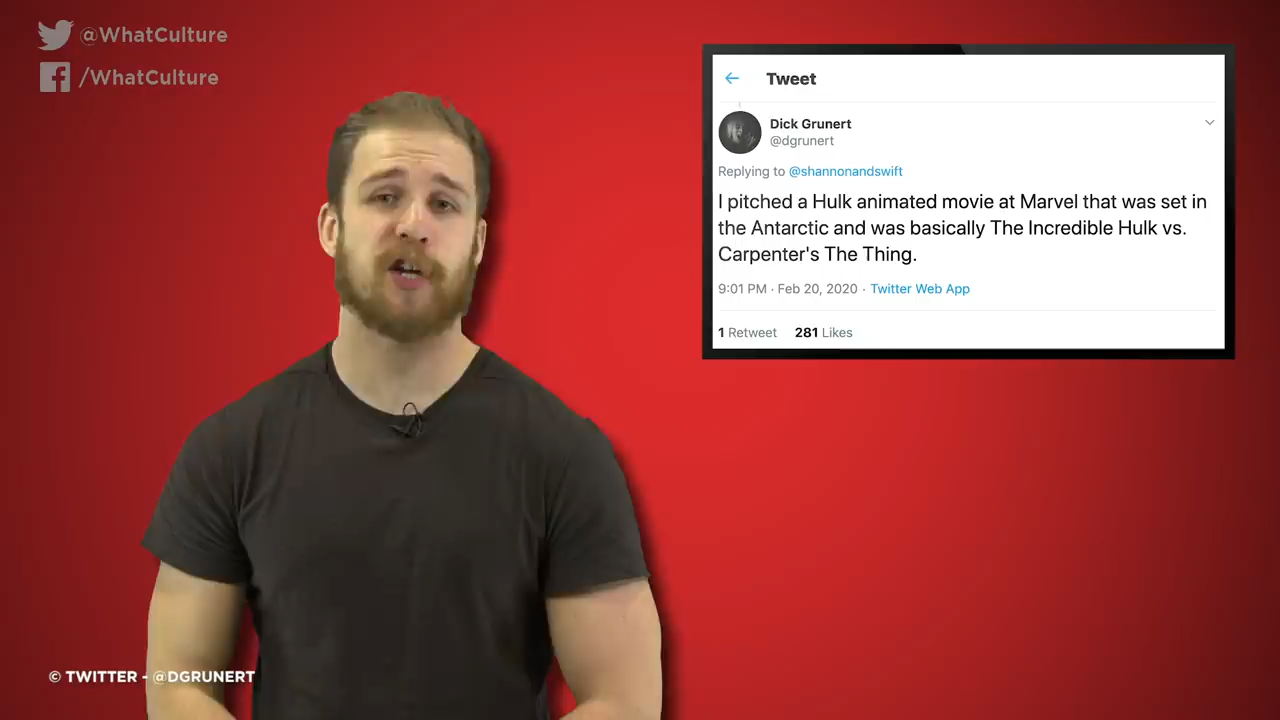 @WhatCulture
/WhatCulture
Tweet
Dick Grunert
@dgrunert
Replying to @shannonandswift
I pitched a Hulk animated movie at Marvel that was set in
the Antarctic and was basically The Incredible Hulk vs.
Carpenter's The Thing.
9:01 PM · Feb 20, 2020 · Twitter Web App
1 Retweet 281 Likes
© TWITTER - @DGRUNERT